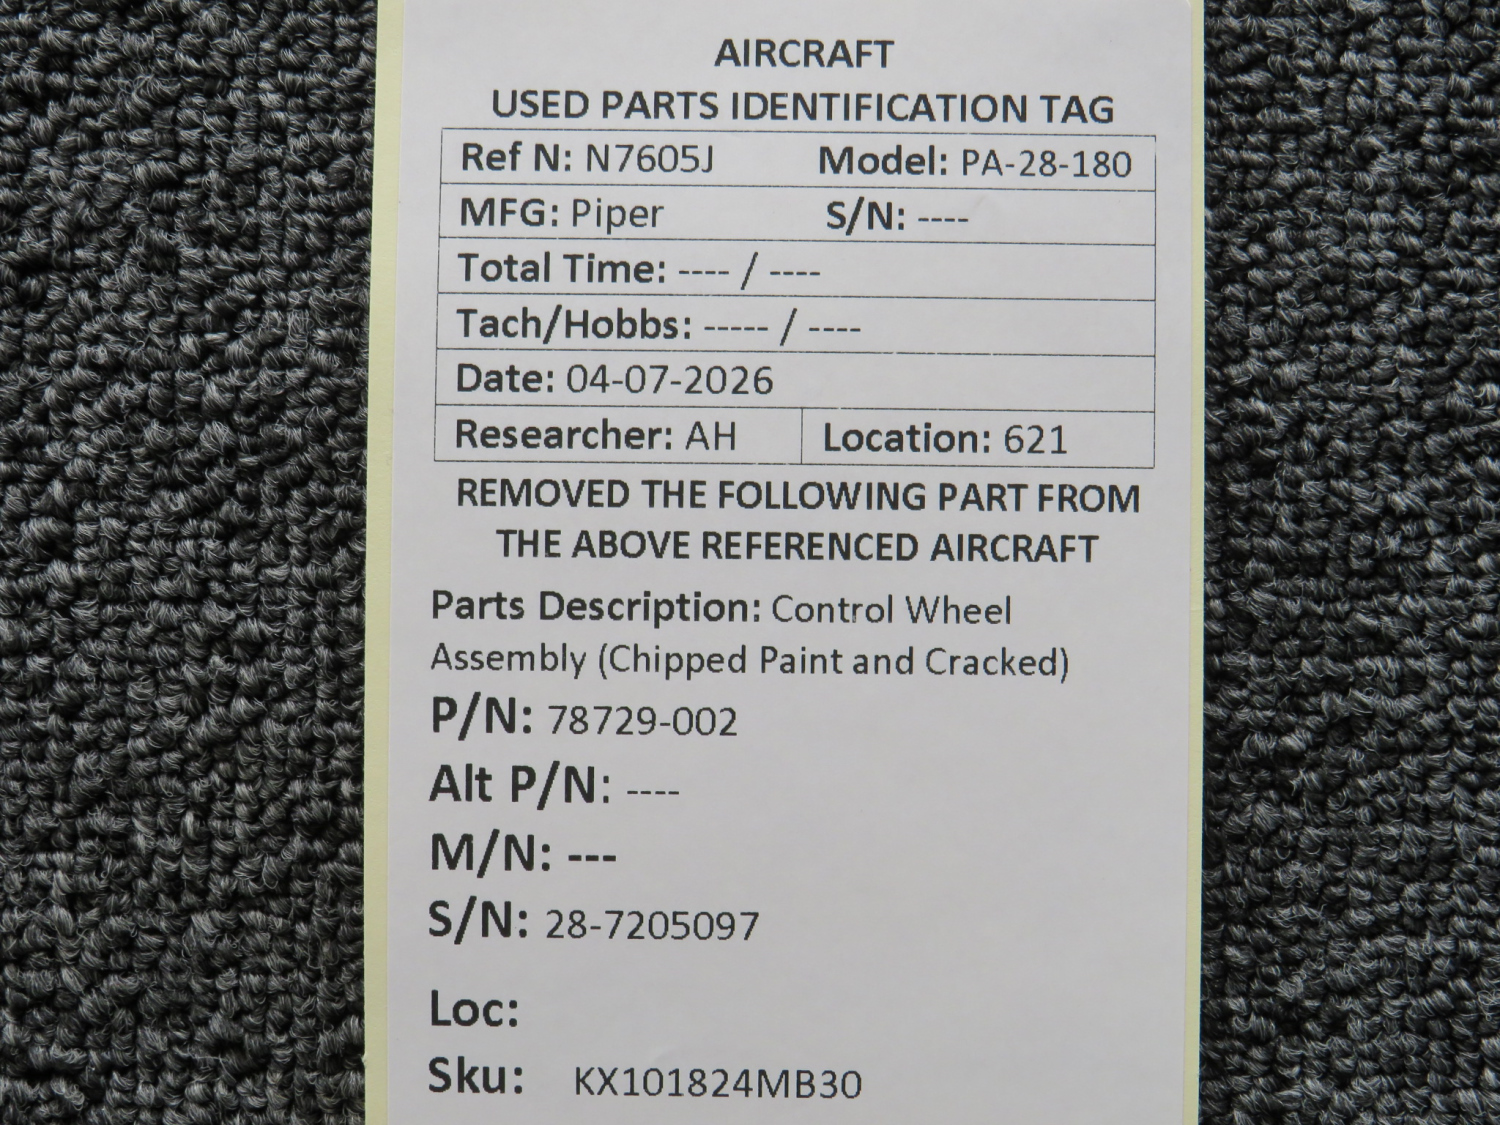 AIRCRAFT
USED PARTS IDENTIFICATION TAG
Ref N: N7605J Model: PA-28-180
MFG: Piper S/N: ----
Total Time: ---- / ----
Tach/Hobbs: ----- / ----
Date: 04-07-2026
Researcher: AH Location: 621
REMOVED THE FOLLOWING PART FROM
THE ABOVE REFERENCED AIRCRAFT
Parts Description: Control Wheel
Assembly (Chipped Paint and Cracked)
P/N: 78729-002
Alt P/N: ----
M/N: ---
S/N: 28-7205097
Loc:
Sku: KX101824MB30